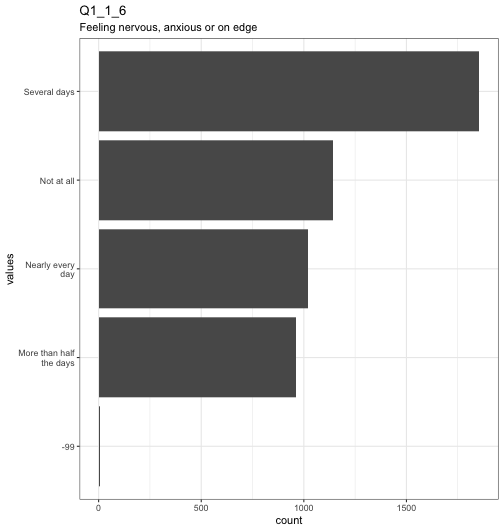 Q1_1_6
Feeling nervous, anxious or on edge
Several days
Not at all
Nearly every
day
More than half
the days
-99
values
0 500 1000 1500
count